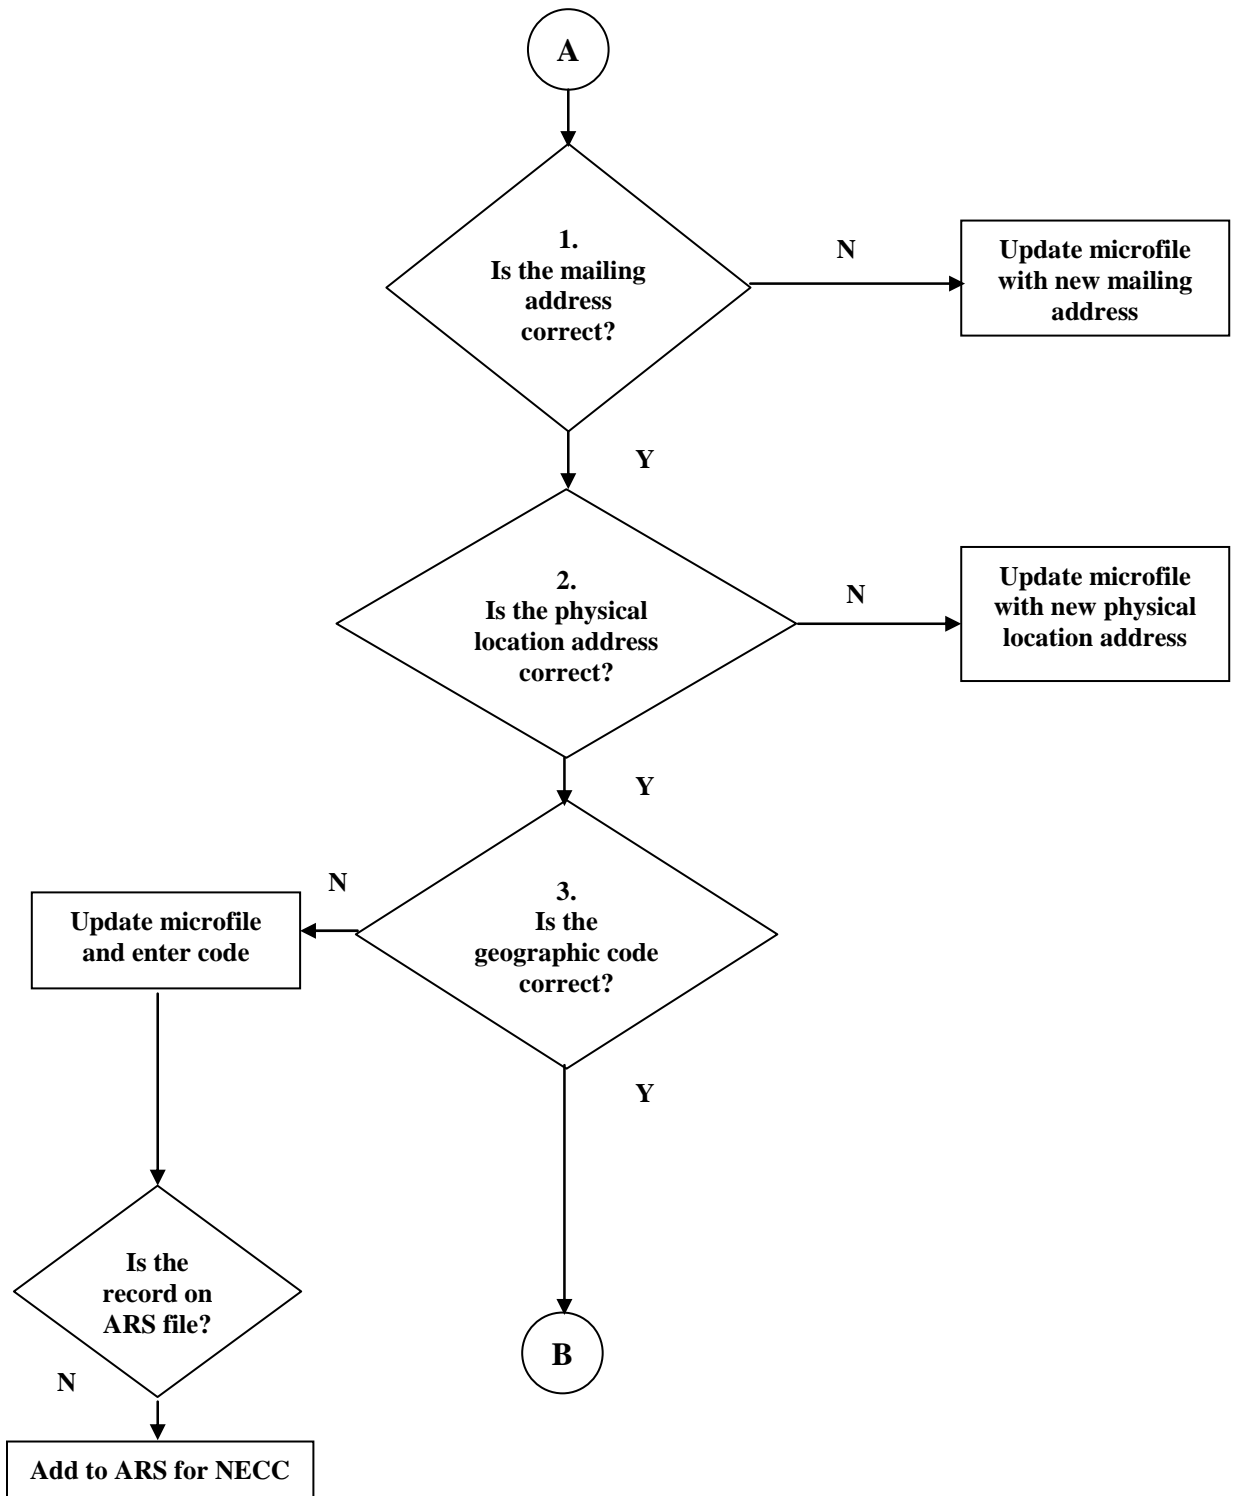 A
1.
Is the mailing
address
correct?
N
Update microfile
with new mailing
address
Y
2.
Is the physical
location address
correct?
N
Update microfile
with new physical
location address
Y
3.
Is the
geographic code
correct?
N
Update microfile
and enter code
Y
Is the
record on
ARS file?
B
N
Add to ARS for NECC